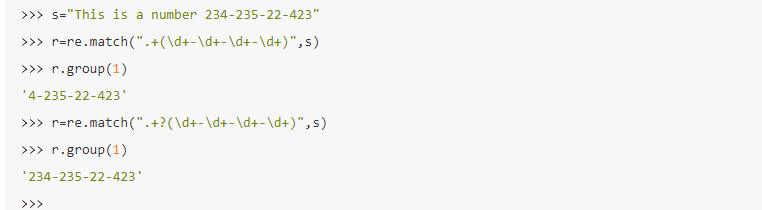 >>> s="This is a number 234-235-22-423"
>>> r=re.match(".+(\d+-\d+-\d+-\d+)",s)
>>> r.group(1)
'4-235-22-423'
>>> r=re.match(".+?(\d+-\d+-\d+-\d+)",s)
>>> r.group(1)
'234-235-22-423'
>>>